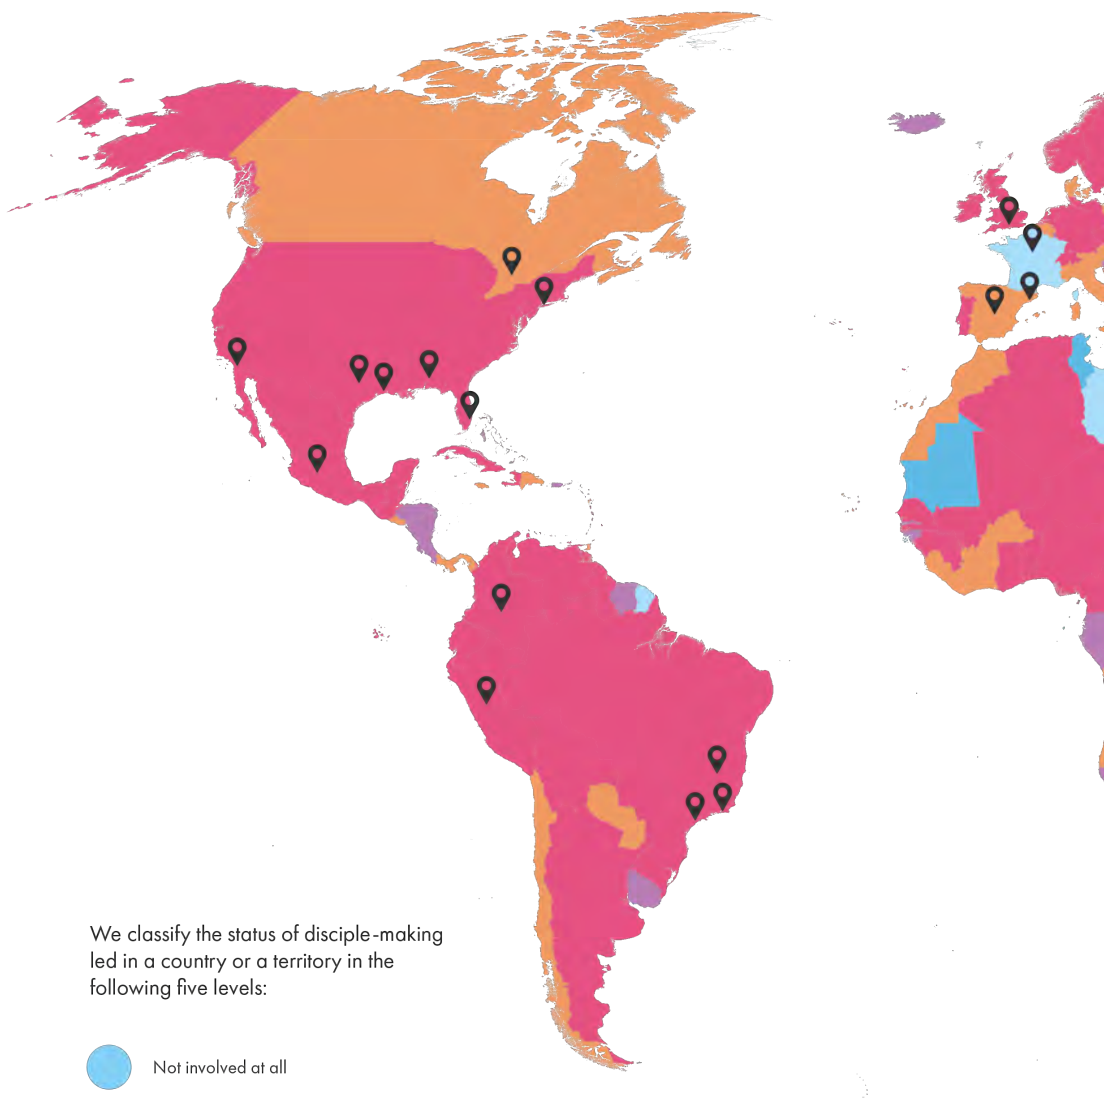 We classify the status of disciple-making
led in a country or a territory in the
following five levels:
Not involved at all